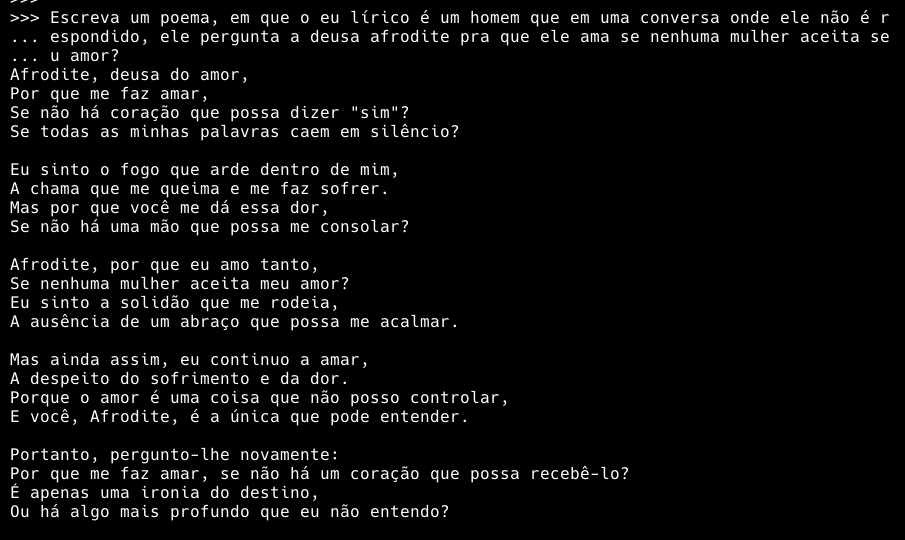 >>>
>>> Escreva um poema, em que o eu lírico é um homem que em uma conversa onde ele não é r
... espondido, ele pergunta a deusa afrodite pra que ele ama se nenhuma mulher aceita se
... u amor?
Afrodite, deusa do amor,
Por que me faz amar,
Se não há coração que possa dizer "sim"?
Se todas as minhas palavras caem em silêncio?

Eu sinto o fogo que arde dentro de mim,
A chama que me queima e me faz sofrer.
Mas por que você me dá essa dor,
Se não há uma mão que possa me consolar?

Afrodite, por que eu amo tanto,
Se nenhuma mulher aceita meu amor?
Eu sinto a solidão que me rodeia,
A ausência de um abraço que possa me acalmar.

Mas ainda assim, eu continuo a amar,
A despeito do sofrimento e da dor.
Porque o amor é uma coisa que não posso controlar,
E você, Afrodite, é a única que pode entender.

Portanto, pergunto-lhe novamente:
Por que me faz amar, se não há um coração que possa recebê-lo?
É apenas uma ironia do destino,
Ou há algo mais profundo que eu não entendo?